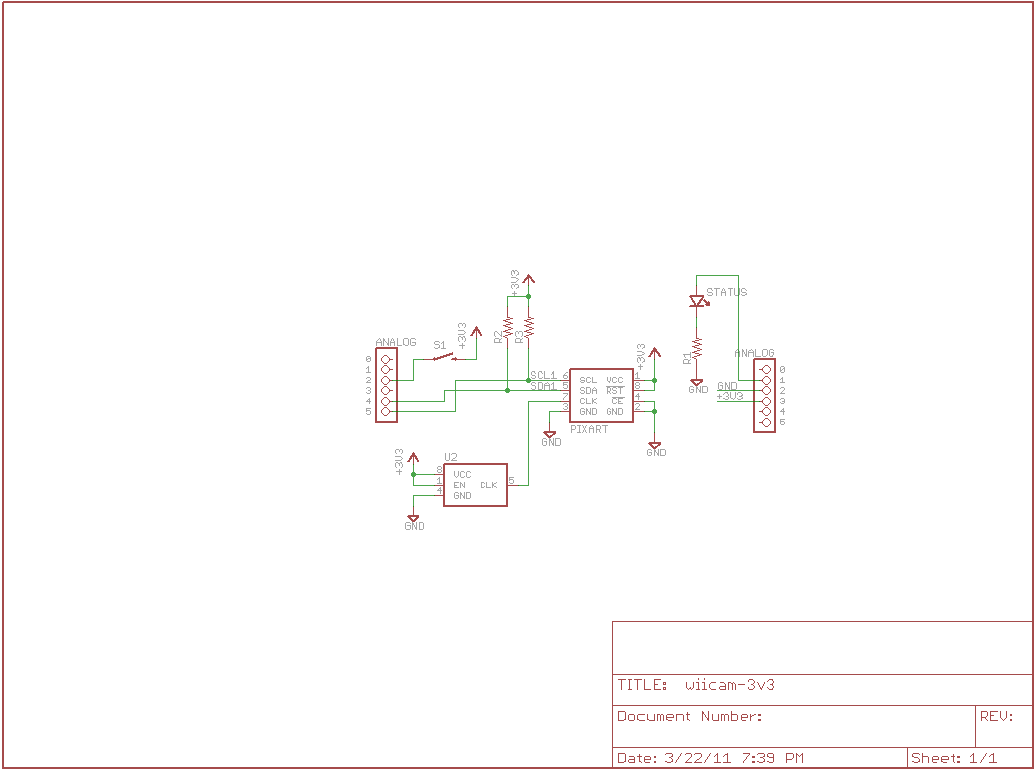 +3V3
STATUS
+3V3
ANALOG
S1
R2
R3
+3V3
R1
ANALOG
0
1
2
3
4
5
SCL1
SDA1
6
5
7
3
SCL VCC
SDA RST
CLK CE
GND GND
1
8
4
2
PIXART
GND
GND
GND
GND
+3V3
0
1
2
3
4
5
+3V3
U2
8
1
4
VCC
EN CLK
GND
5
GND
TITLE: wiicam-3v3
Document Number:
REV:
Date: 3/22/11 7:39 PM
Sheet: 1/1